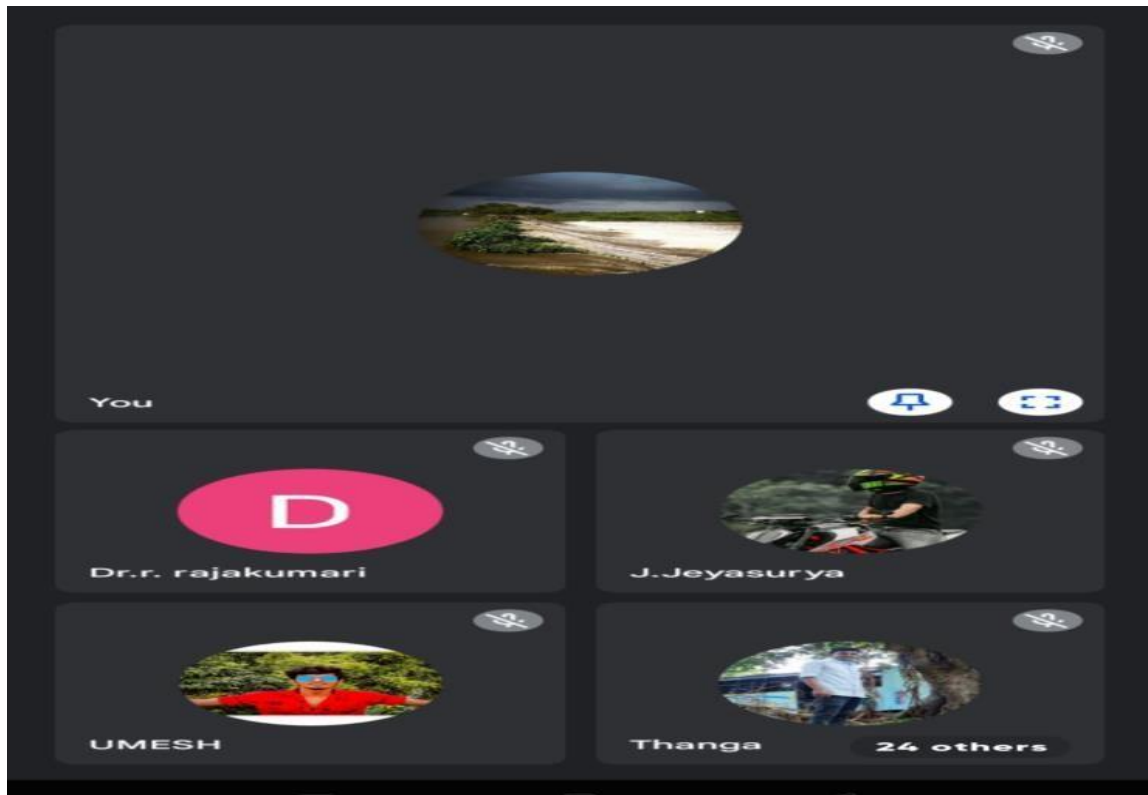 You
D
Dr.r. rajakumari
J.Jeyasurya
UMESH
Thanga
24 others